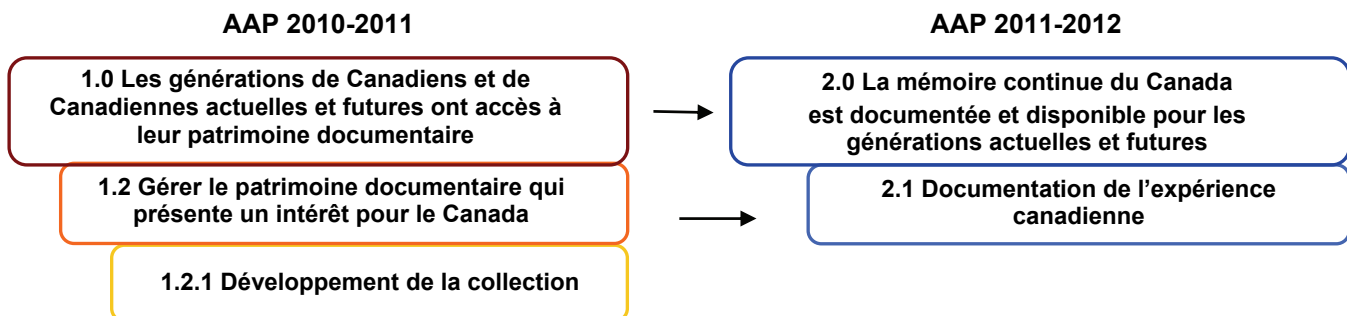 AAP 2010-2011
1.0 Les générations de Canadiens et de
Canadiennes actuelles et futures ont accès à
leur patrimoine documentaire
1.2 Gérer le patrimoine documentaire qui
présente un intérêt pour le Canada
1.2.1 Développement de la collection
AAP 2011-2012
2.0 La mémoire continue du Canada
est documentée et disponible pour les
générations actuelles et futures
2.1 Documentation de l’expérience
canadienne